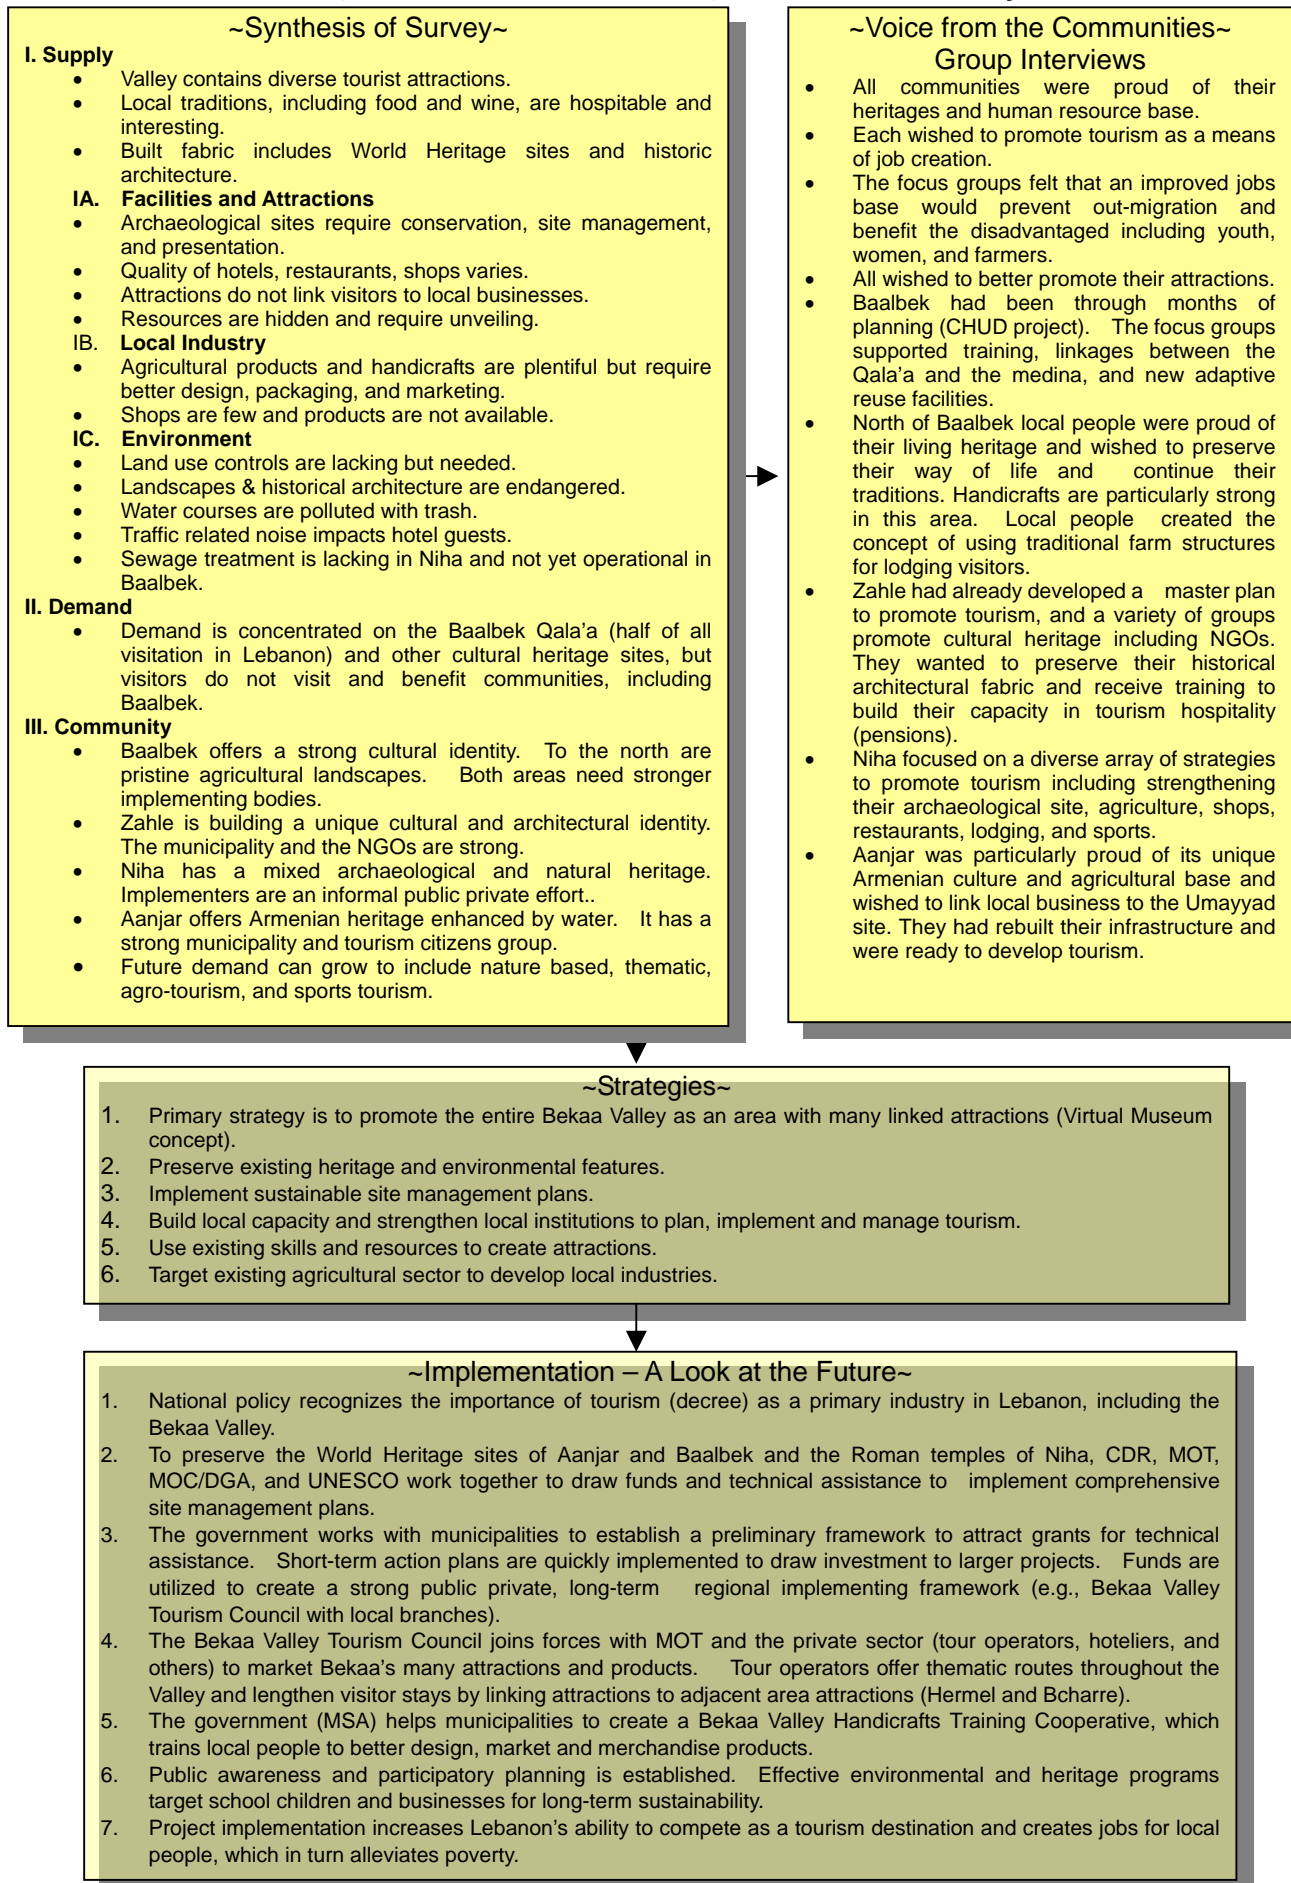 ~Synthesis of Survey~
I. Supply
• Valley contains diverse tourist attractions.
• Local traditions, including food and wine, are hospitable and
interesting.
• Built fabric includes World Heritage sites and historic
architecture.
IA. Facilities and Attractions
• Archaeological sites require conservation, site management,
and presentation.
• Quality of hotels, restaurants, shops varies.
• Attractions do not link visitors to local businesses.
• Resources are hidden and require unveiling.
IB. Local Industry
• Agricultural products and handicrafts are plentiful but require
better design, packaging, and marketing.
• Shops are few and products are not available.
IC. Environment
• Land use controls are lacking but needed.
• Landscapes & historical architecture are endangered.
• Water courses are polluted with trash.
• Traffic related noise impacts hotel guests.
• Sewage treatment is lacking in Niha and not yet operational in
Baalbek.
II. Demand
• Demand is concentrated on the Baalbek Qala'a (half of all
visitation in Lebanon) and other cultural heritage sites, but
visitors do not visit and benefit communities, including
Baalbek.
III. Community
• Baalbek offers a strong cultural identity. To the north are
pristine agricultural landscapes. Both areas need stronger
implementing bodies.
• Zahle is building a unique cultural and architectural identity.
The municipality and the NGOs are strong.
• Niha has a mixed archaeological and natural heritage.
Implementers are an informal public private effort..
• Aanjar offers Armenian heritage enhanced by water. It has a
strong municipality and tourism citizens group.
• Future demand can grow to include nature based, thematic,
agro-tourism, and sports tourism.
~Voice from the Communities~
Group Interviews
• All communities were proud of their
heritages and human resource base.
• Each wished to promote tourism as a means
of job creation.
• The focus groups felt that an improved jobs
base would prevent out-migration and
benefit the disadvantaged including youth,
women, and farmers.
• All wished to better promote their attractions.
• Baalbek had been through months of
planning (CHUD project). The focus groups
supported training, linkages between the
Qala'a and the medina, and new adaptive
reuse facilities.
• North of Baalbek local people were proud of
their living heritage and wished to preserve
their way of life and continue their
traditions. Handicrafts are particularly strong
in this area. Local people created the
concept of using traditional farm structures
for lodging visitors.
• Zahle had already developed a master plan
to promote tourism, and a variety of groups
promote cultural heritage including NGOs.
They wanted to preserve their historical
architectural fabric and receive training to
build their capacity in tourism hospitality
(pensions).
• Niha focused on a diverse array of strategies
to promote tourism including strengthening
their archaeological site, agriculture, shops,
restaurants, lodging, and sports.
• Aanjar was particularly proud of its unique
Armenian culture and agricultural base and
wished to link local business to the Umayyad
site. They had rebuilt their infrastructure and
were ready to develop tourism.
~Strategies~
1. Primary strategy is to promote the entire Bekaa Valley as an area with many linked attractions (Virtual Museum
concept).
2. Preserve existing heritage and environmental features.
3. Implement sustainable site management plans.
4. Build local capacity and strengthen local institutions to plan, implement and manage tourism.
5. Use existing skills and resources to create attractions.
6. Target existing agricultural sector to develop local industries.
~Implementation – A Look at the Future~
1. National policy recognizes the importance of tourism (decree) as a primary industry in Lebanon, including the
Bekaa Valley.
2. To preserve the World Heritage sites of Aanjar and Baalbek and the Roman temples of Niha, CDR, MOT,
MOC/DGA, and UNESCO work together to draw funds and technical assistance to implement comprehensive
site management plans.
3. The government works with municipalities to establish a preliminary framework to attract grants for technical
assistance. Short-term action plans are quickly implemented to draw investment to larger projects. Funds are
utilized to create a strong public private, long-term regional implementing framework (e.g., Bekaa Valley
Tourism Council with local branches).
4. The Bekaa Valley Tourism Council joins forces with MOT and the private sector (tour operators, hoteliers, and
others) to market Bekaa's many attractions and products. Tour operators offer thematic routes throughout the
Valley and lengthen visitor stays by linking attractions to adjacent area attractions (Hermel and Bcharre).
5. The government (MSA) helps municipalities to create a Bekaa Valley Handicrafts Training Cooperative, which
trains local people to better design, market and merchandise products.
6. Public awareness and participatory planning is established. Effective environmental and heritage programs
target school children and businesses for long-term sustainability.
7. Project implementation increases Lebanon's ability to compete as a tourism destination and creates jobs for local
people, which in turn alleviates poverty.